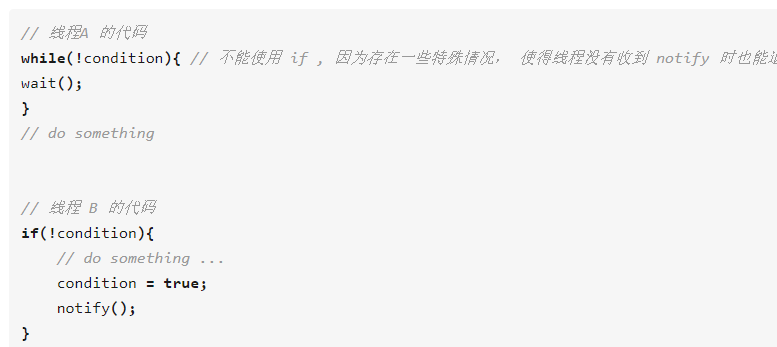 // 线程A 的代码
while(!condition){ // 不能使用 if , 因为存在一些特殊情况, 使得线程没有收到 notify 时也能
wait();
}
// do something
// 线程 B 的代码
if(!condition){
    // do something ...
    condition = true;
    notify();
}